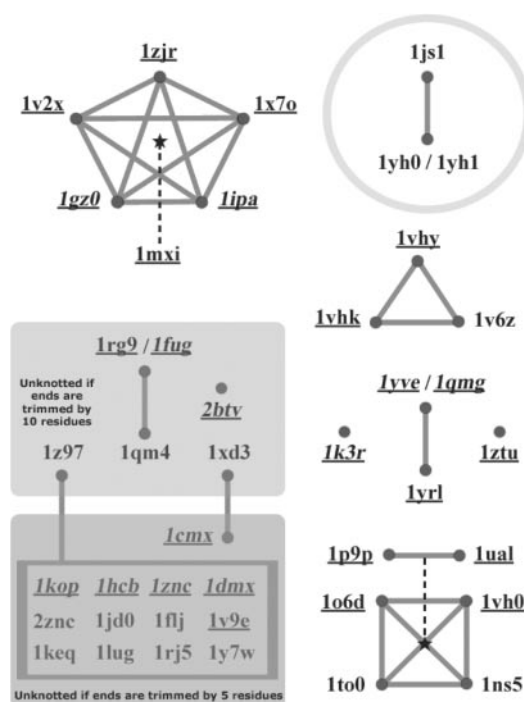 1zjr
1v2x
1x7o
1gz0
1ipa
1mxi
1js1
1yh0 / 1yh1
1vhy
1vhk
1v6z
1rg9 / 1fug
Unknotted if
ends are
trimmed by
10 residues
2btv
1z97
1qm4
1xd3
1yve / 1qmg
1k3r
1ztu
1yrl
1cmx
1kop 1hcb 1znc 1dmx
2znc 1jd0 1flj 1v9e
1keq 1lug 1rj5 1y7w
Unknotted if ends are trimmed by 5 residues
1p9p
1ual
1o6d
1vh0
1to0
1ns5